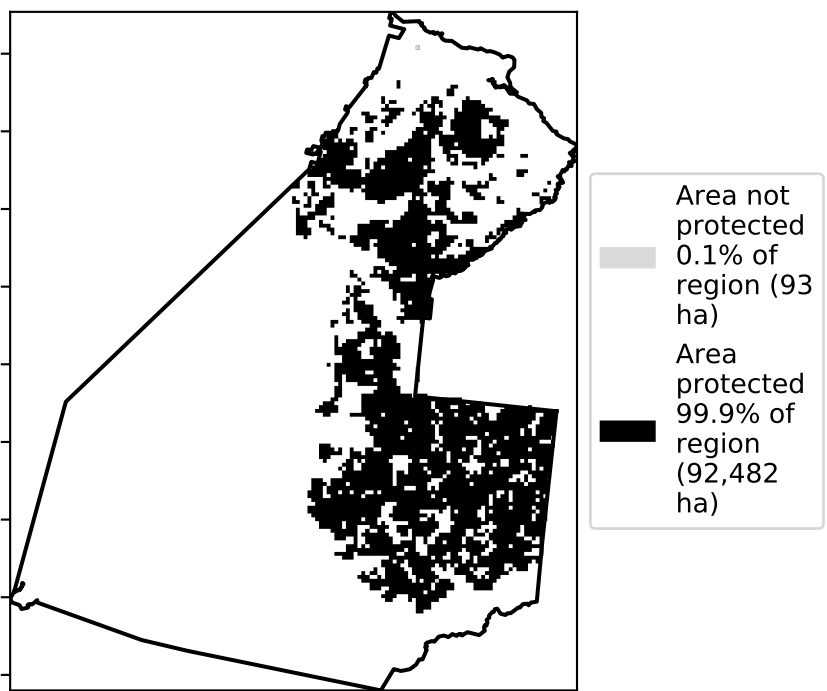 Area not
protected
0.1% of
region (93
ha)
Area
protected
99.9% of
region
(92,482
ha)